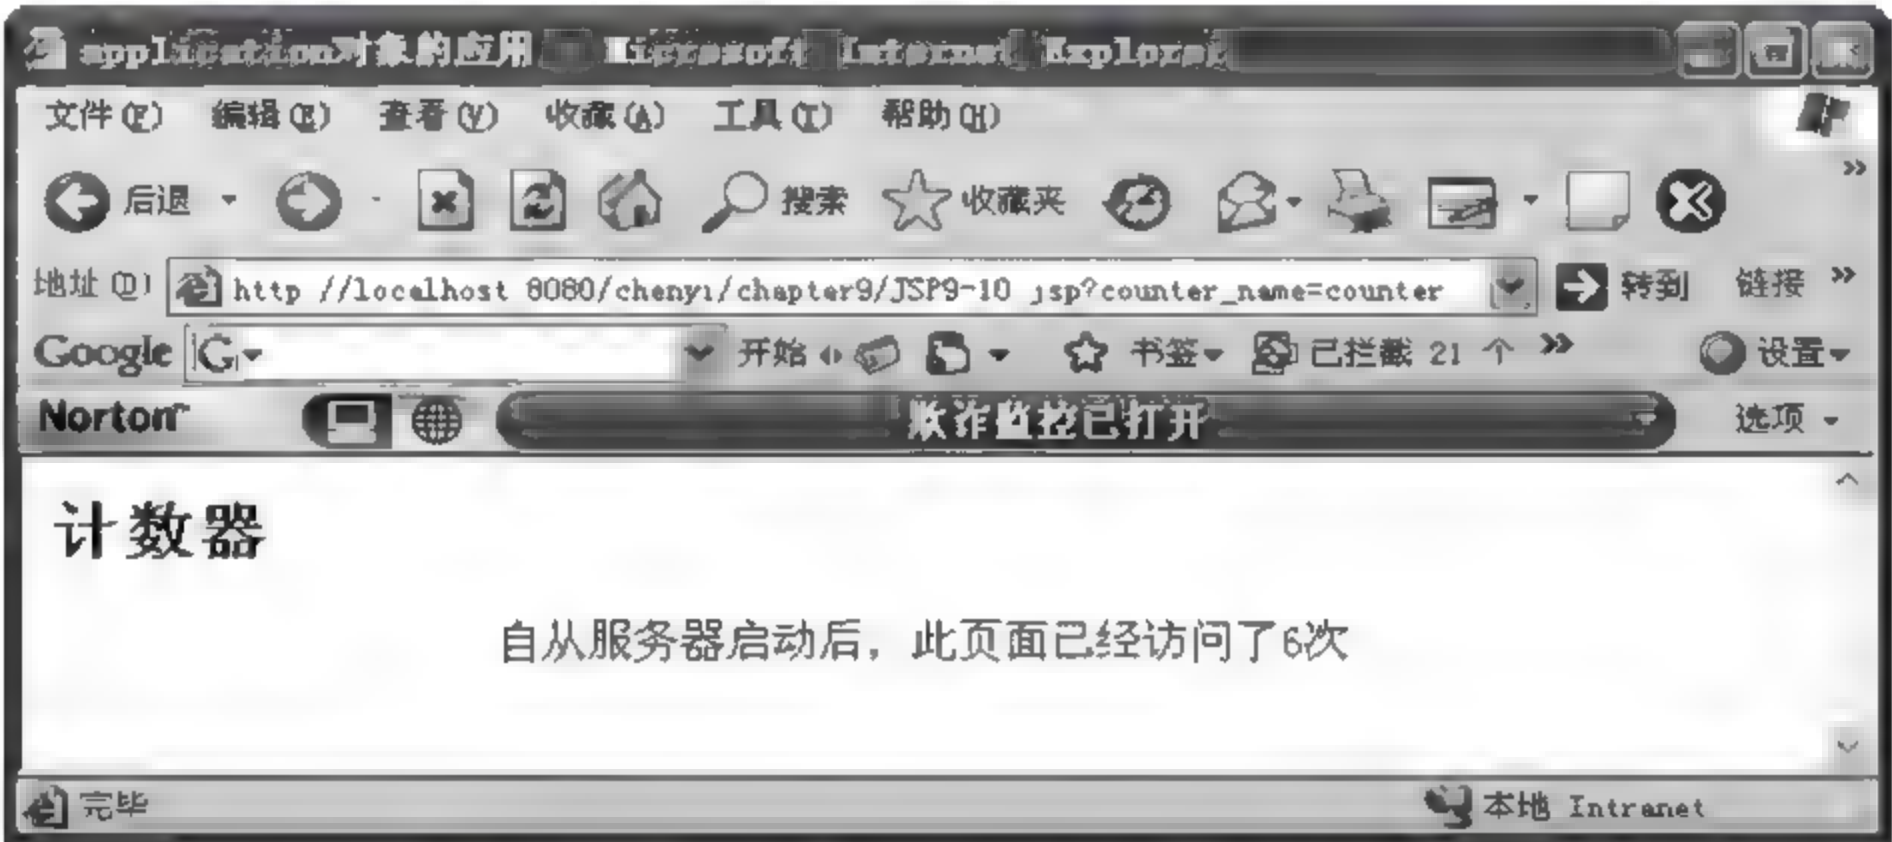 application对象的应用 - Microsoft Internet Explorer
文件(F) 编辑(E) 查看(V) 收藏(A) 工具(T) 帮助(H)
后退 搜索 收藏夹 »
地址(D) http //localhost 8080/chenyi/chapter9/JSP9-10 jsp?counter_name=counter 转到 链接 »
Google G 开始 书签 已拦截 21 个 » 设置
Norton 欺诈监控已打开 选项
计数器
自从服务器启动后，此页面已经访问了6次
完毕 本地 Intranet